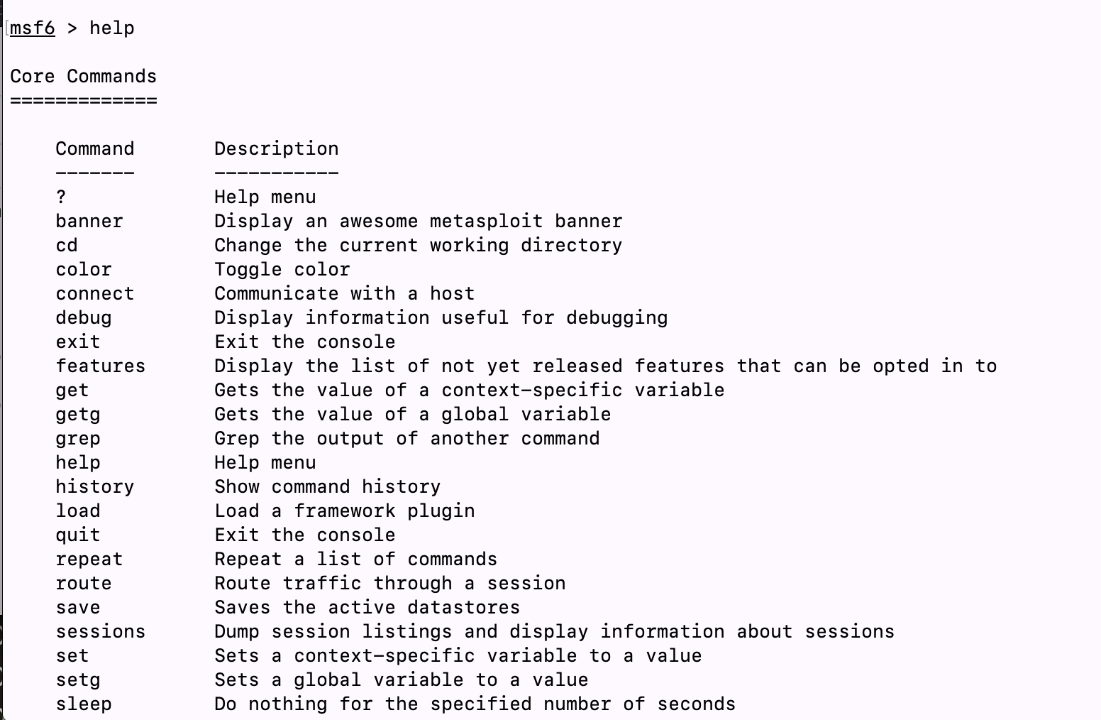 msf6 > help
Core Commands
=============
Command Description
------- -----------
? Help menu
banner Display an awesome metasploit banner
cd Change the current working directory
color Toggle color
connect Communicate with a host
debug Display information useful for debugging
exit Exit the console
features Display the list of not yet released features that can be opted in to
get Gets the value of a context-specific variable
getg Gets the value of a global variable
grep Grep the output of another command
help Help menu
history Show command history
load Load a framework plugin
quit Exit the console
repeat Repeat a list of commands
route Route traffic through a session
save Saves the active datastores
sessions Dump session listings and display information about sessions
set Sets a context-specific variable to a value
setg Sets a global variable to a value
sleep Do nothing for the specified number of seconds